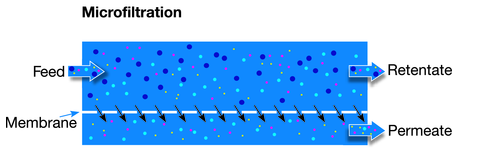 Microfiltration
Feed
Retentate
Membrane
Permeate